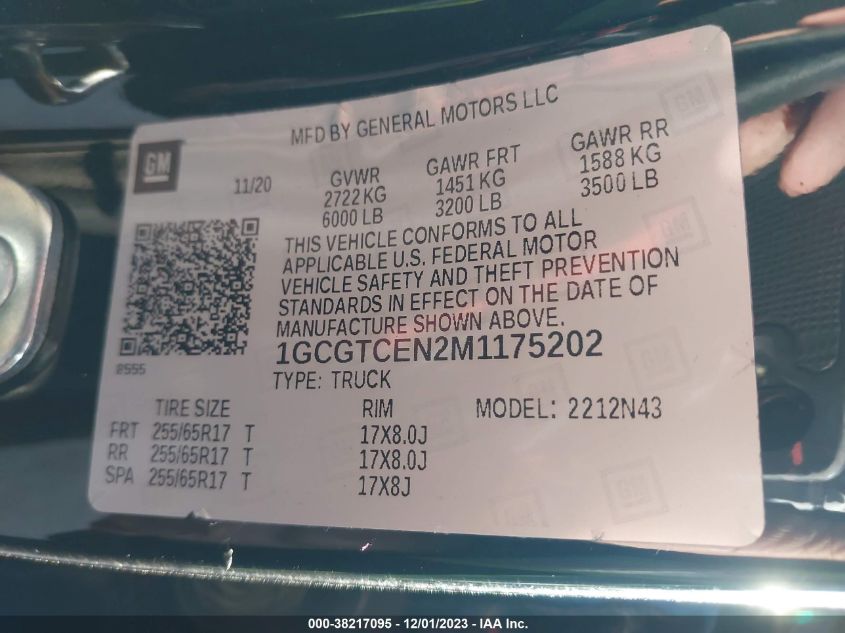 MFD BY GENERAL MOTORS LLC
GM
11/20
GVWR GAWR FRT GAWR RR
2722 KG 1451 KG 1588 KG
6000 LB 3200 LB 3500 LB
THIS VEHICLE CONFORMS TO ALL
APPLICABLE U.S. FEDERAL MOTOR
VEHICLE SAFETY AND THEFT PREVENTION
STANDARDS IN EFFECT ON THE DATE OF
MANUFACTURE SHOWN ABOVE.
8555
1GCGTCEN2M1175202
TYPE: TRUCK
TIRE SIZE RIM MODEL: 2212N43
FRT 255/65R17 T 17X8.0J
RR 255/65R17 T 17X8.0J
SPA 255/65R17 T 17X8J
000-38217095 - 12/01/2023 - IAA Inc.